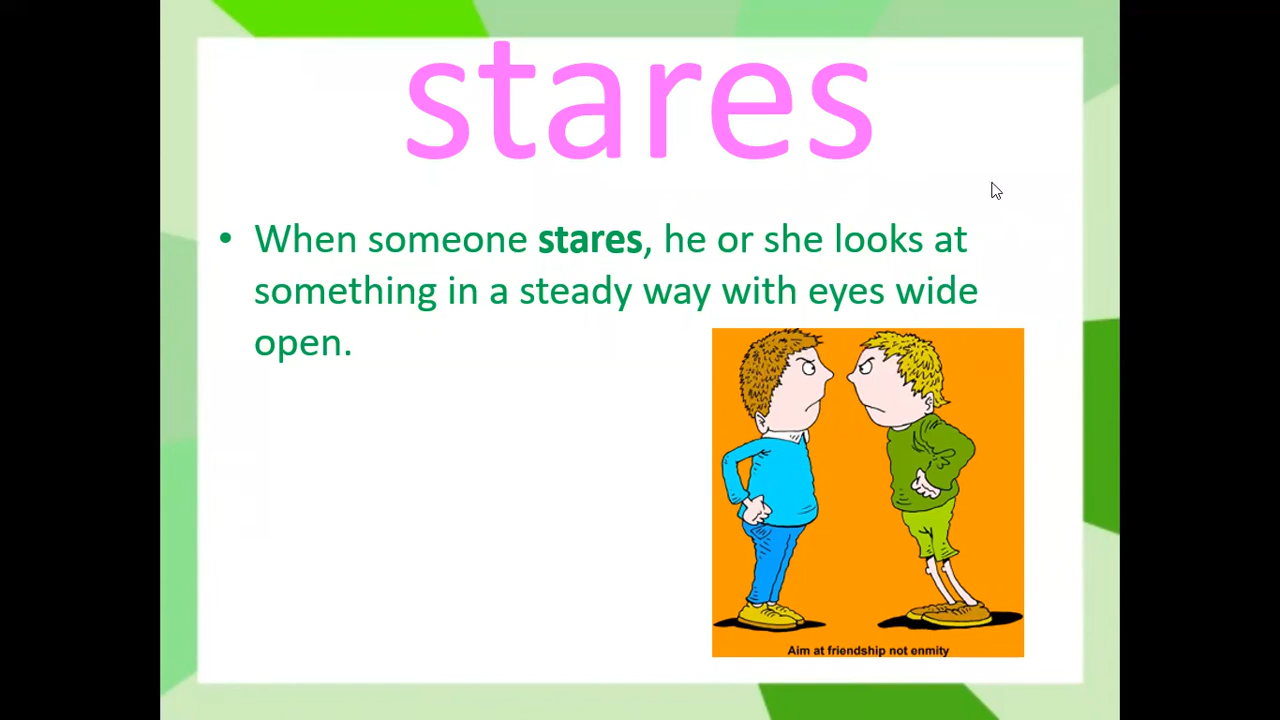 stares
• When someone stares, he or she looks at
something in a steady way with eyes wide
open.
Aim at friendship not enmity